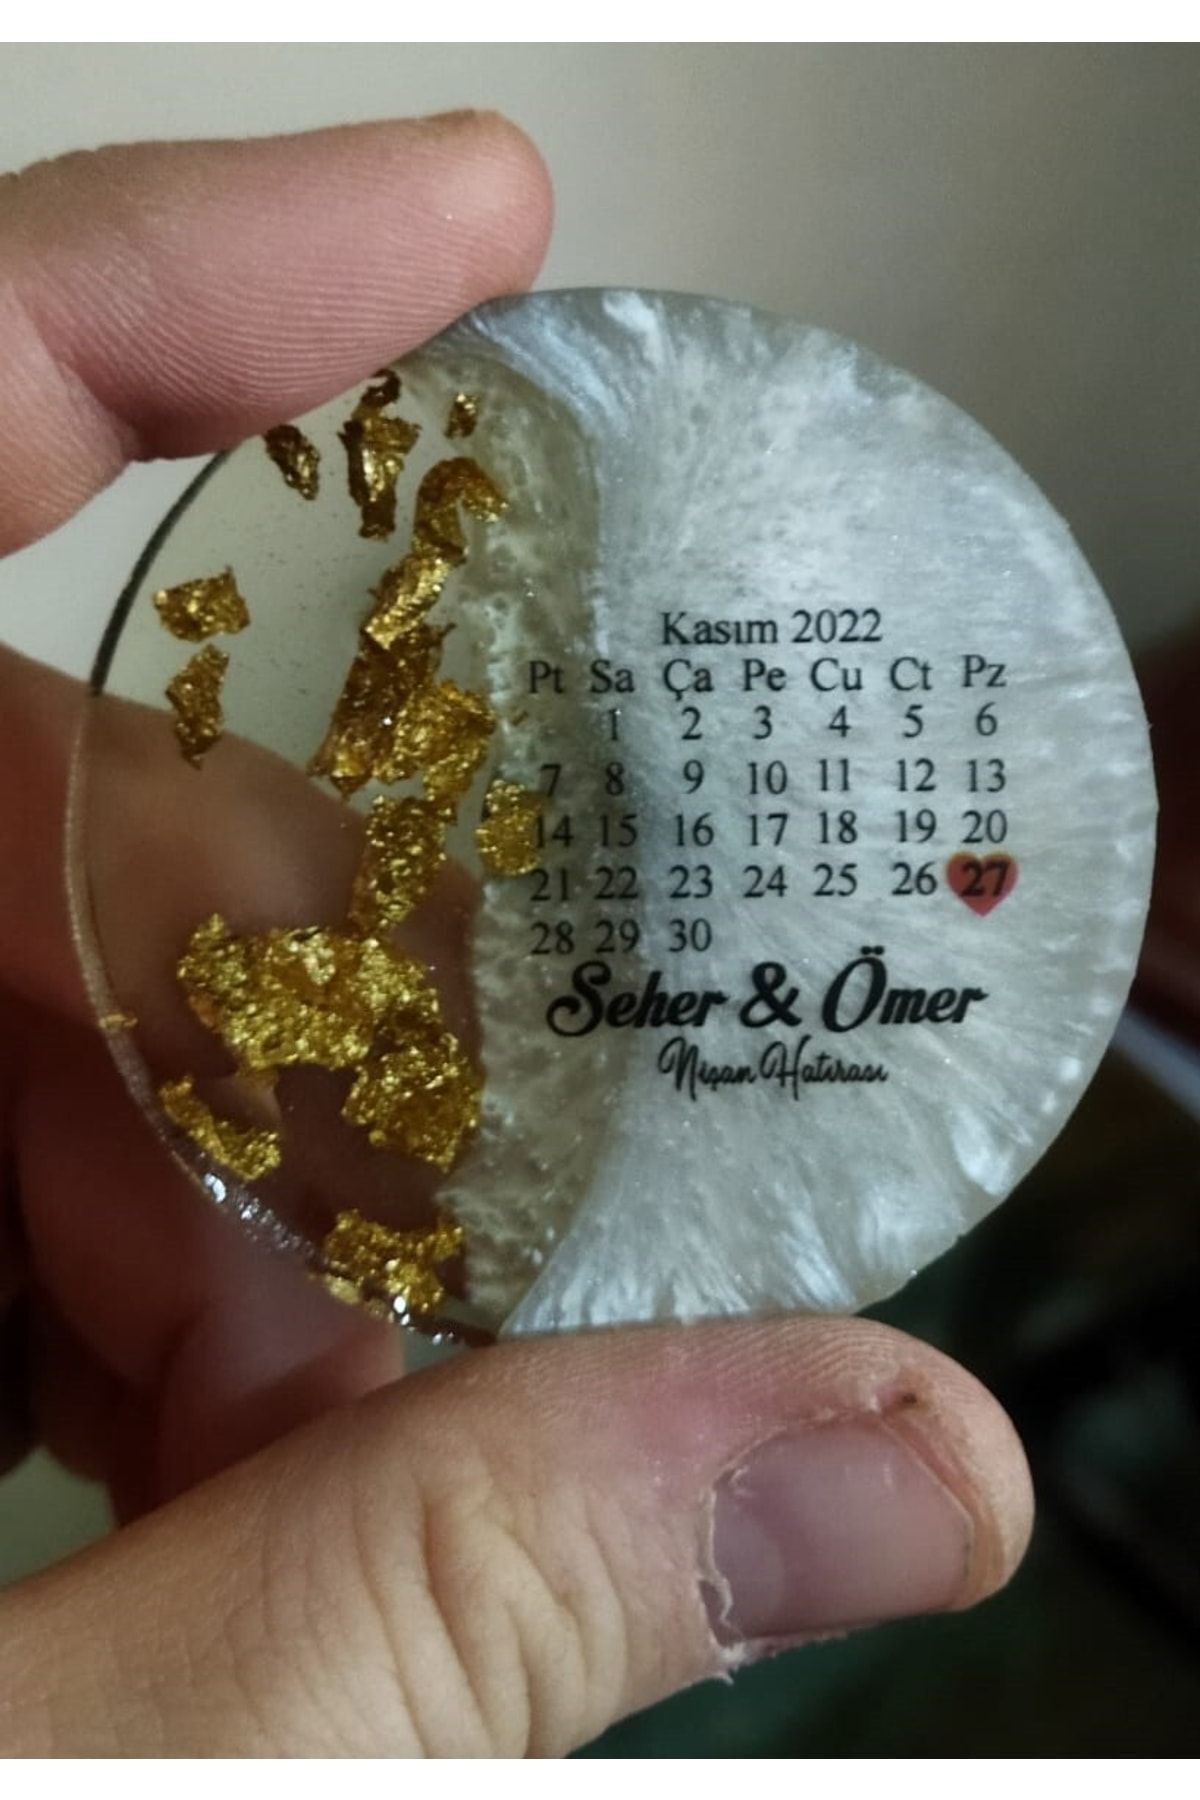 Kasım 2022
Pt Sa Ça Pe Cu Ct Pz
1 2 3 4 5 6
7 8 9 10 11 12 13
14 15 16 17 18 19 20
21 22 23 24 25 26 27
28 29 30
Seher & Ömer
Nişan Hatırası